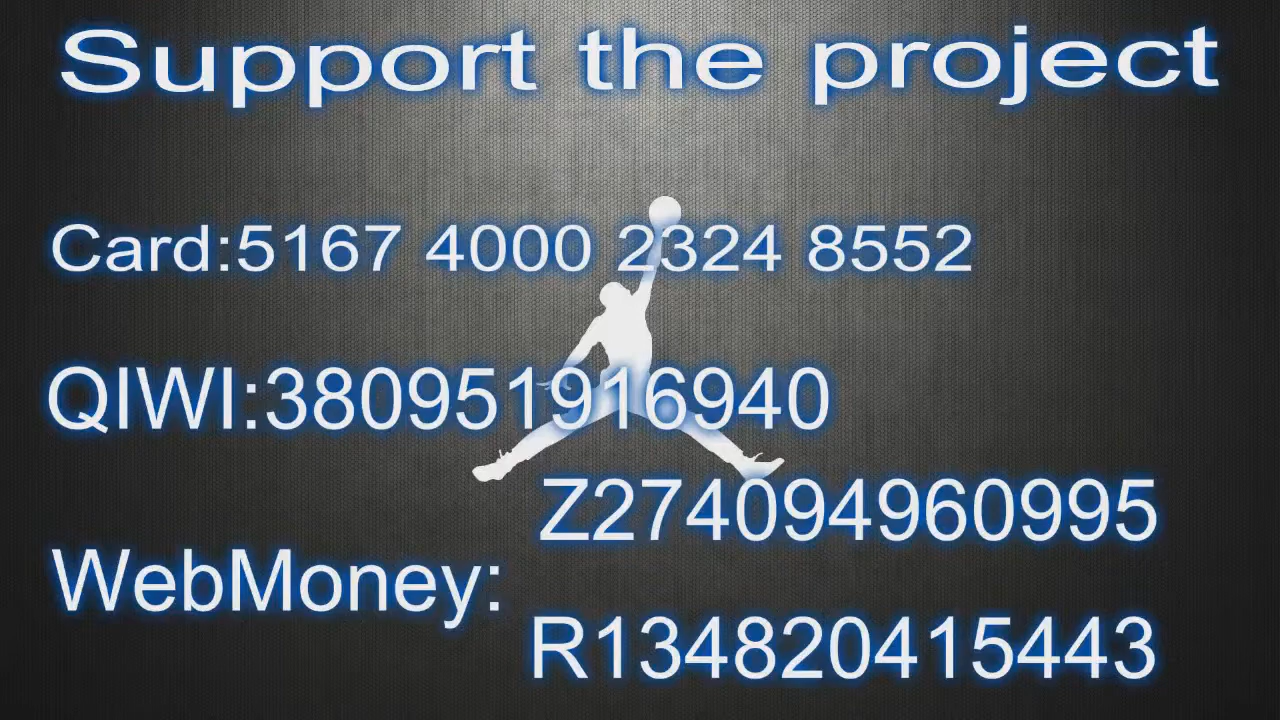 Support the project
Card:5167 4000 2324 8552
QIWI:380951916940
Z274094960995
WebMoney:
R134820415443